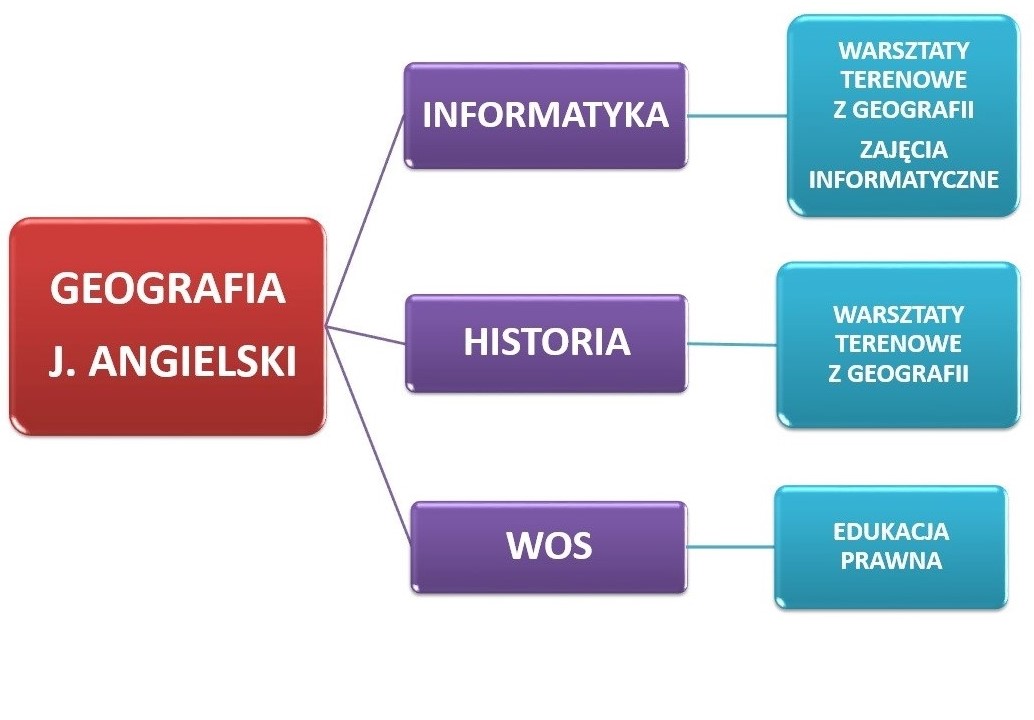 GEOGRAFIA
J. ANGIELSKI
INFORMATYKA
WARSZTATY
TERENOWE
Z GEOGRAFII
ZAJĘCIA
INFORMATYCZNE
HISTORIA
WARSZTATY
TERENOWE
Z GEOGRAFII
WOS
EDUKACJA
PRAWNA